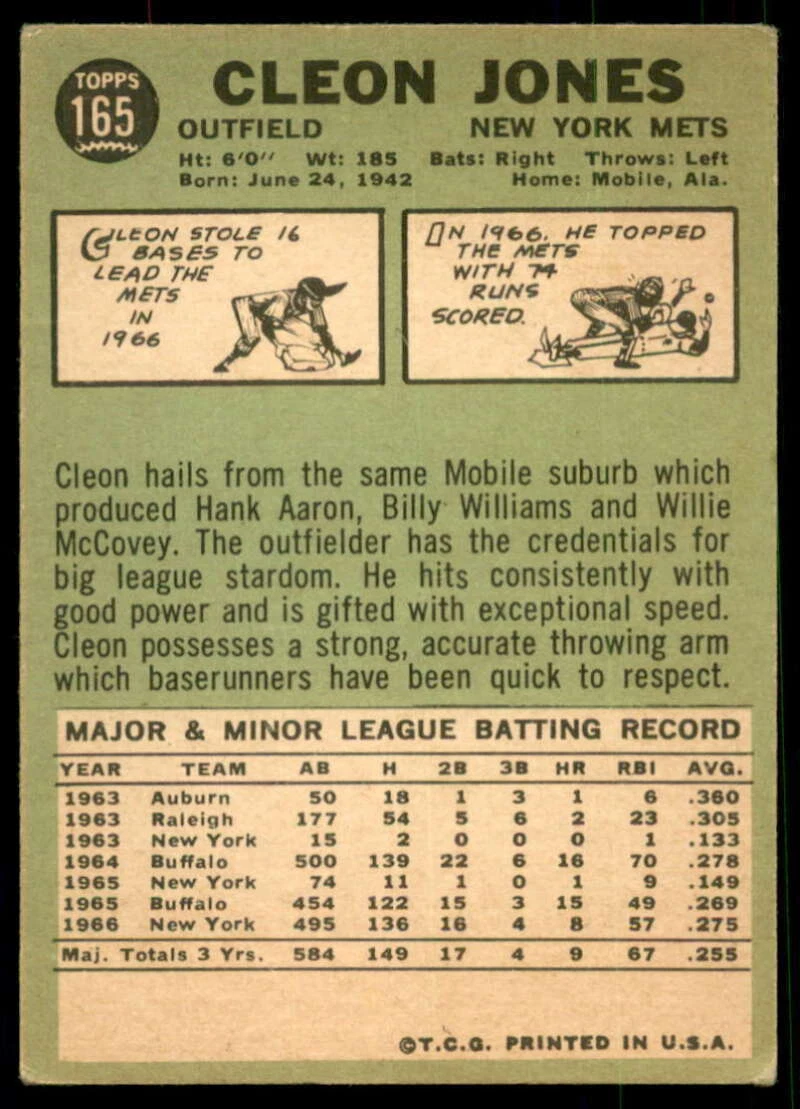 TOPPS
165
CLEON JONES
OUTFIELD NEW YORK METS
Ht: 6'0" Wt: 185 Bats: Right Throws: Left
Born: June 24, 1942 Home: Mobile, Ala.
CLEON STOLE 16
BASES TO
LEAD THE
METS
IN
1966
IN 1966. HE TOPPED
THE METS
WITH 74
RUNS
SCORED.
Cleon hails from the same Mobile suburb which
produced Hank Aaron, Billy Williams and Willie
McCovey. The outfielder has the credentials for
big league stardom. He hits consistently with
good power and is gifted with exceptional speed.
Cleon possesses a strong, accurate throwing arm
which baserunners have been quick to respect.
MAJOR & MINOR LEAGUE BATTING RECORD
YEAR TEAM AB H 2B 3B HR RBI AVG.
1963 Auburn 50 18 1 3 1 6 .360
1963 Raleigh 177 54 5 6 2 23 .305
1963 New York 15 2 0 0 0 1 .133
1964 Buffalo 500 139 22 6 16 70 .278
1965 New York 74 11 1 0 1 9 .149
1965 Buffalo 454 122 15 3 15 49 .269
1966 New York 495 136 16 4 8 57 .275
Maj. Totals 3 Yrs. 584 149 17 4 9 67 .255
©T.C.G. PRINTED IN U.S.A.